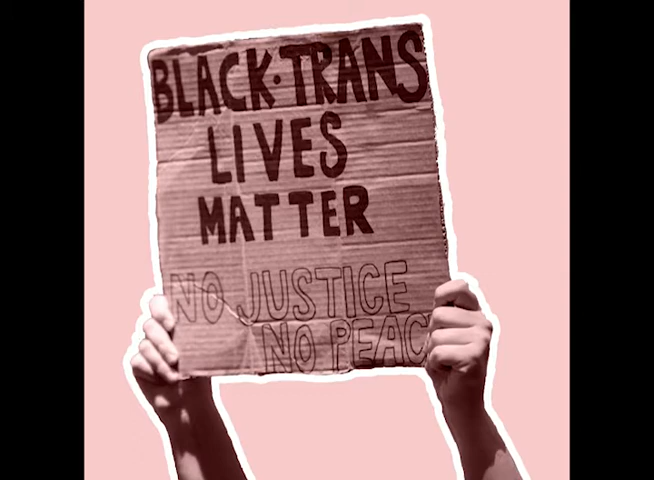 BLACK·TRANS
LIVES
MATTER
NO JUSTICE
NO PEAC